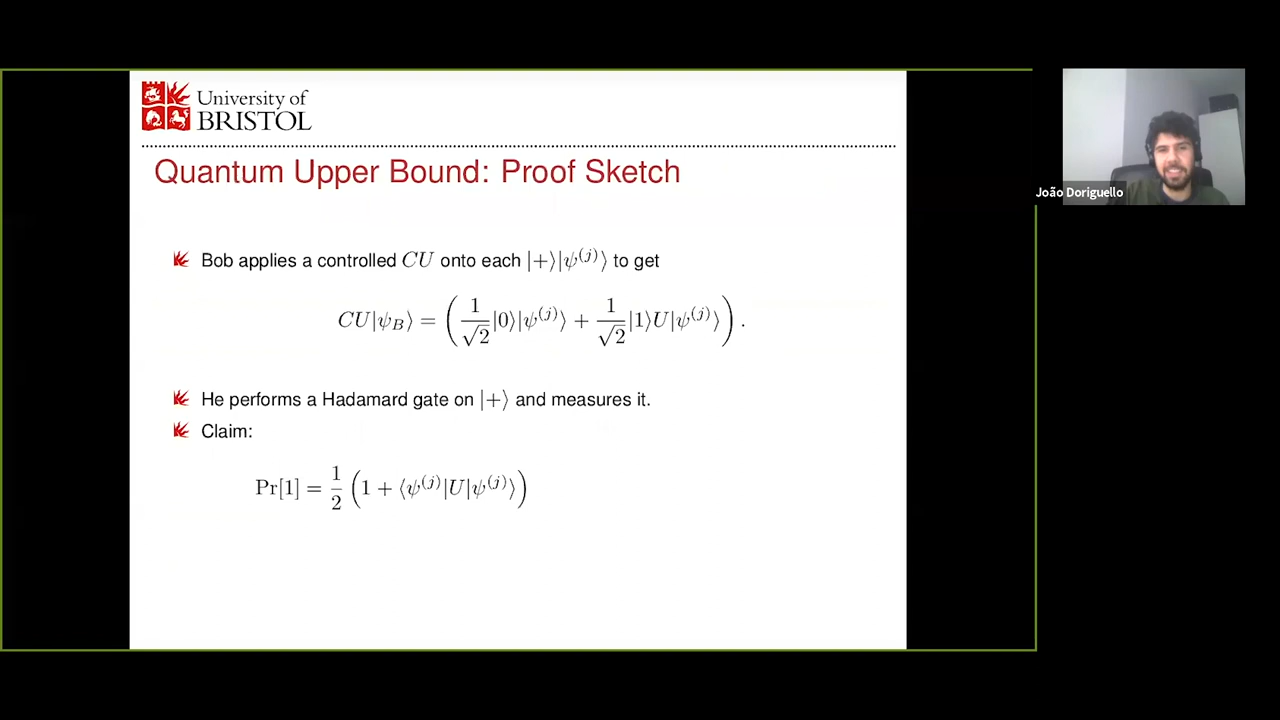 University of
BRISTOL
Quantum Upper Bound: Proof Sketch
Bob applies a controlled CU onto each |+⟩|ψ^(j)⟩ to get
CU|ψ_B⟩ = (1/√2 |0⟩|ψ^(j)⟩ + 1/√2 |1⟩U|ψ^(j)⟩).
He performs a Hadamard gate on |+⟩ and measures it.
Claim:
Pr[1] = 1/2 (1 + ⟨ψ^(j)|U|ψ^(j)⟩)
João Doriguello